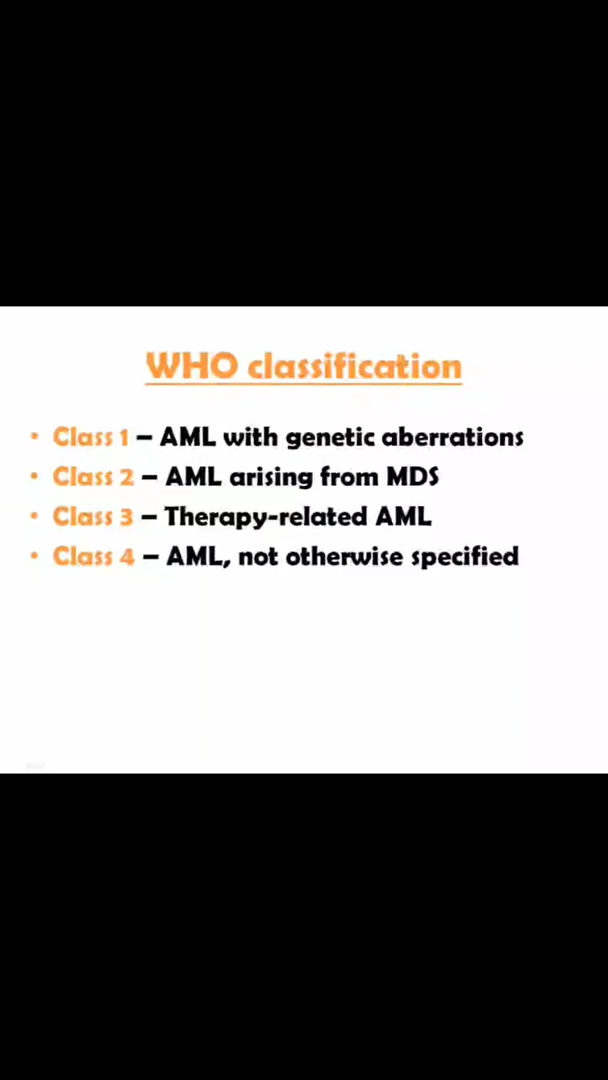 WHO classification
• Class 1 – AML with genetic aberrations
• Class 2 – AML arising from MDS
• Class 3 – Therapy-related AML
• Class 4 – AML, not otherwise specified